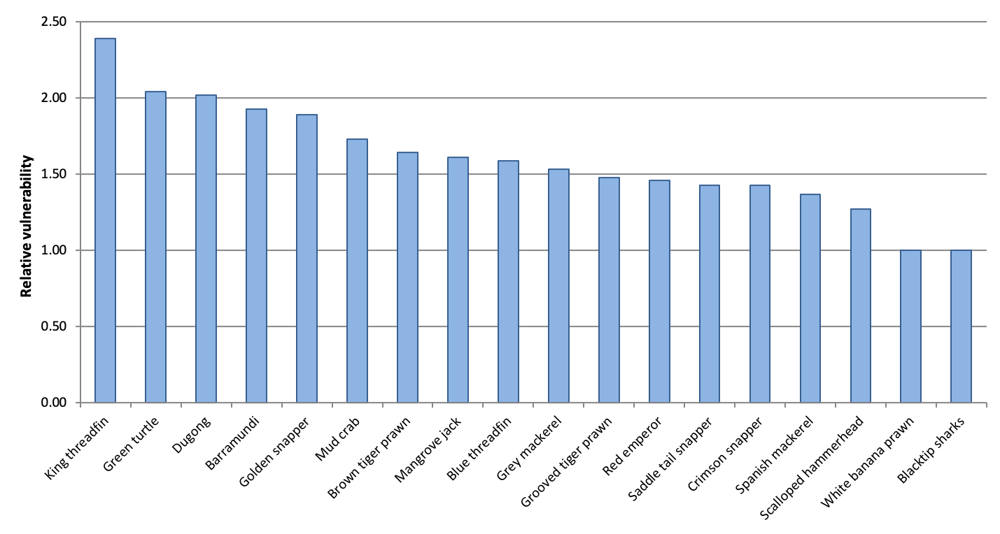 2.50
2.00
1.50
1.00
0.50
0.00
Relative vulnerability
King threadfin
Green turtle
Dugong
Barramundi
Golden snapper
Mud crab
Brown tiger prawn
Mangrove jack
Blue threadfin
Grey mackerel
Grooved tiger prawn
Red emperor
Saddle tail snapper
Crimson snapper
Spanish mackerel
Scalloped hammerhead
White banana prawn
Blacktip sharks